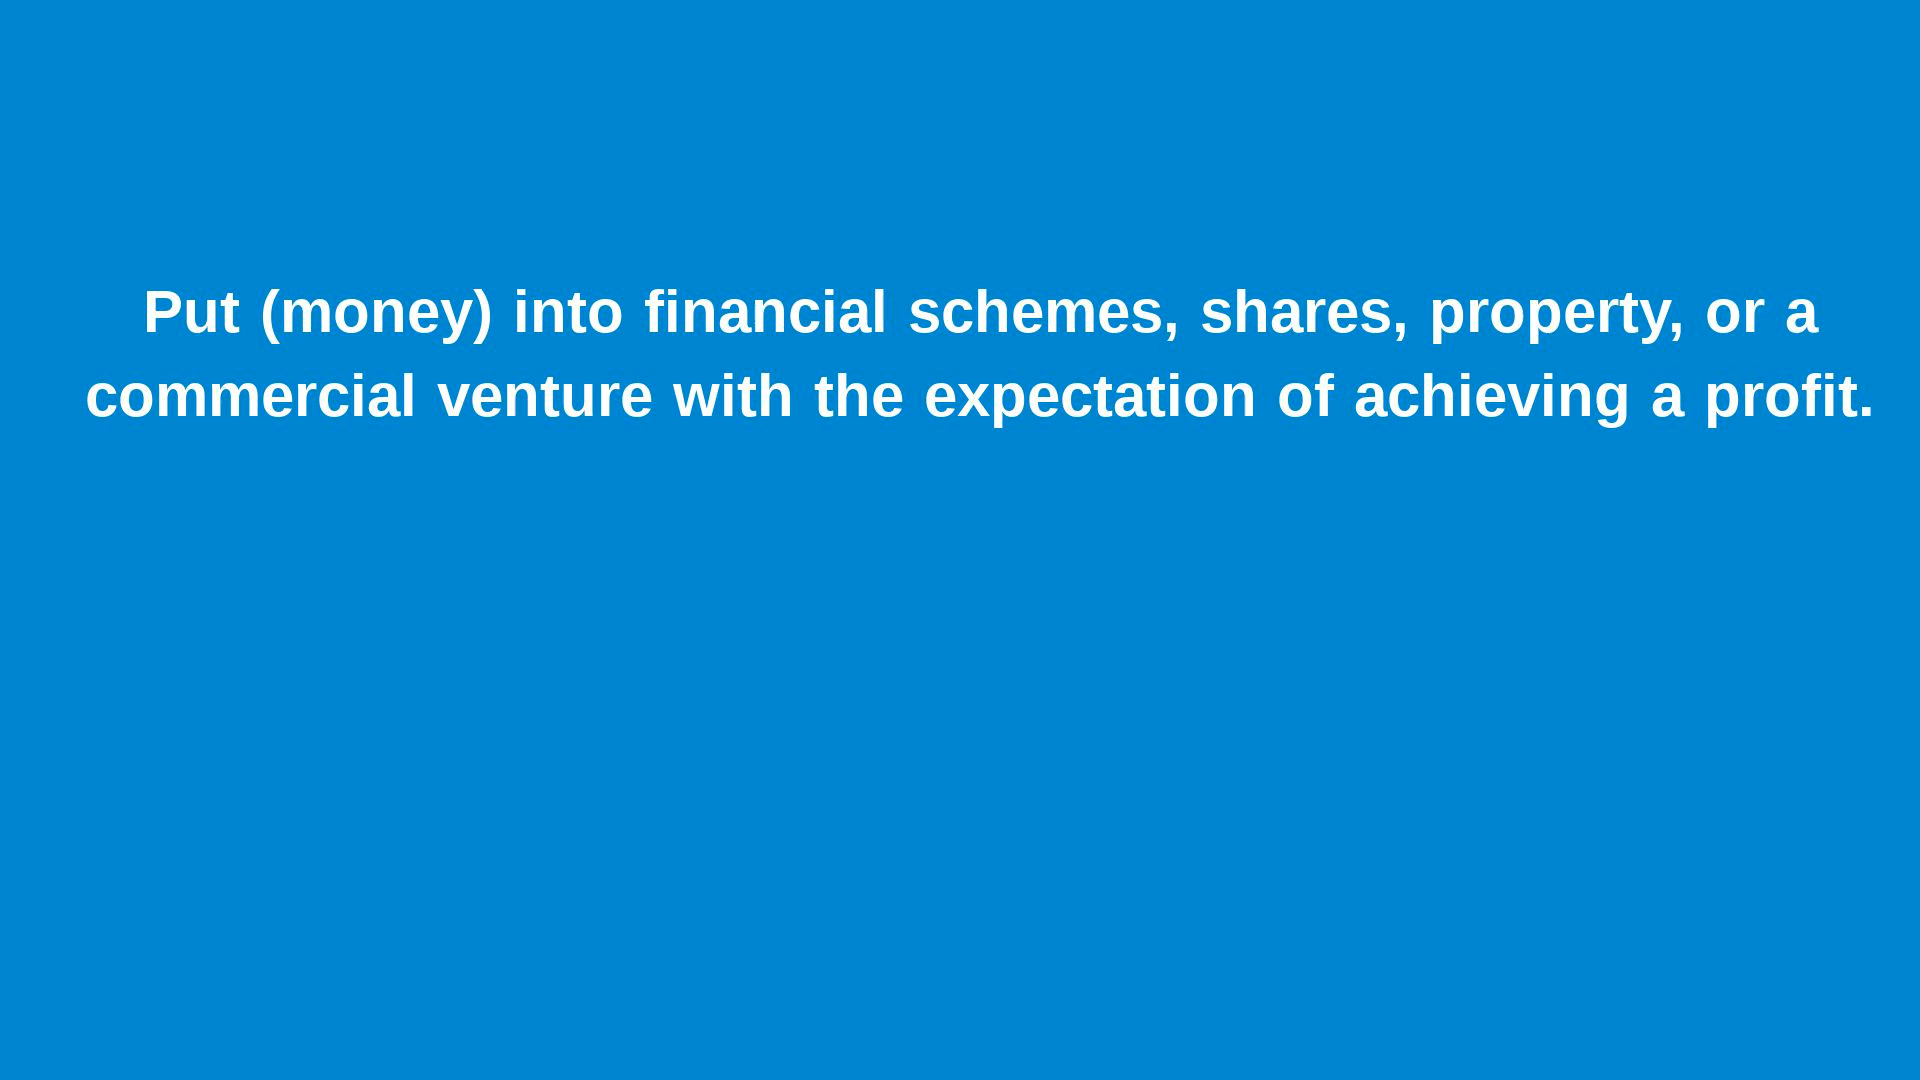 Put (money) into financial schemes, shares, property, or a
commercial venture with the expectation of achieving a profit.